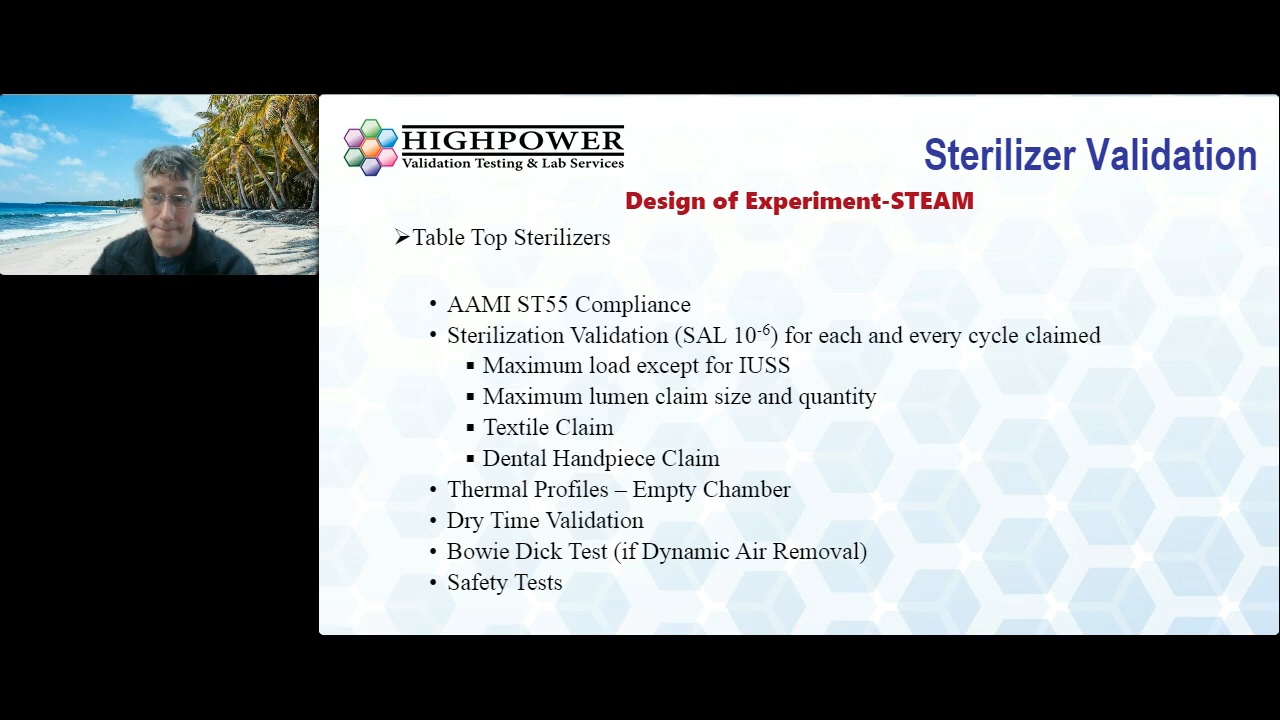 HIGHPOWER
Validation Testing & Lab Services
Sterilizer Validation
Design of Experiment-STEAM
➢Table Top Sterilizers
• AAMI ST55 Compliance
• Sterilization Validation (SAL 10⁻⁶) for each and every cycle claimed
▪ Maximum load except for IUSS
▪ Maximum lumen claim size and quantity
▪ Textile Claim
▪ Dental Handpiece Claim
• Thermal Profiles – Empty Chamber
• Dry Time Validation
• Bowie Dick Test (if Dynamic Air Removal)
• Safety Tests